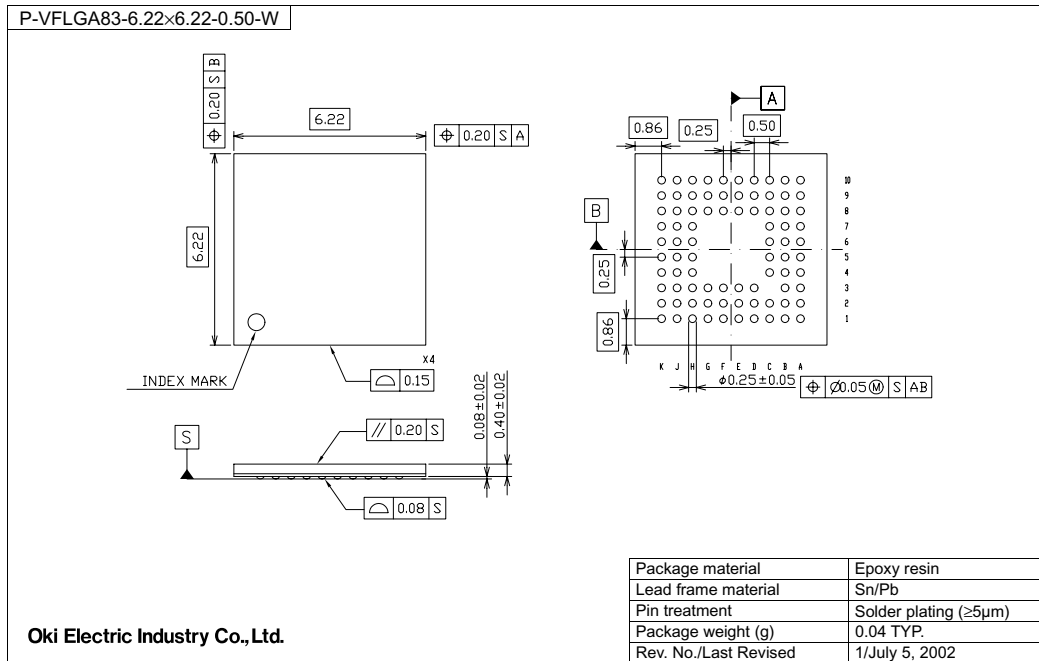 P-VFLGA83-6.22×6.22-0.50-W
⌖ 0.20 S B
6.22
⌖ 0.20 S A
6.22
INDEX MARK
X4
⌓ 0.15
A
0.86 0.25 0.50
B
0.25
0.86
10
9
8
7
6
5
4
3
2
1
K J H G F E D C B A
ϕ0.25±0.05
⌖ Ø0.05 Ⓜ S AB
S
// 0.20 S
0.08±0.02
0.40±0.02
⌓ 0.08 S
Package material Epoxy resin
Lead frame material Sn/Pb
Pin treatment Solder plating (≥5µm)
Package weight (g) 0.04 TYP.
Rev. No./Last Revised 1/July 5, 2002
Oki Electric Industry Co., Ltd.